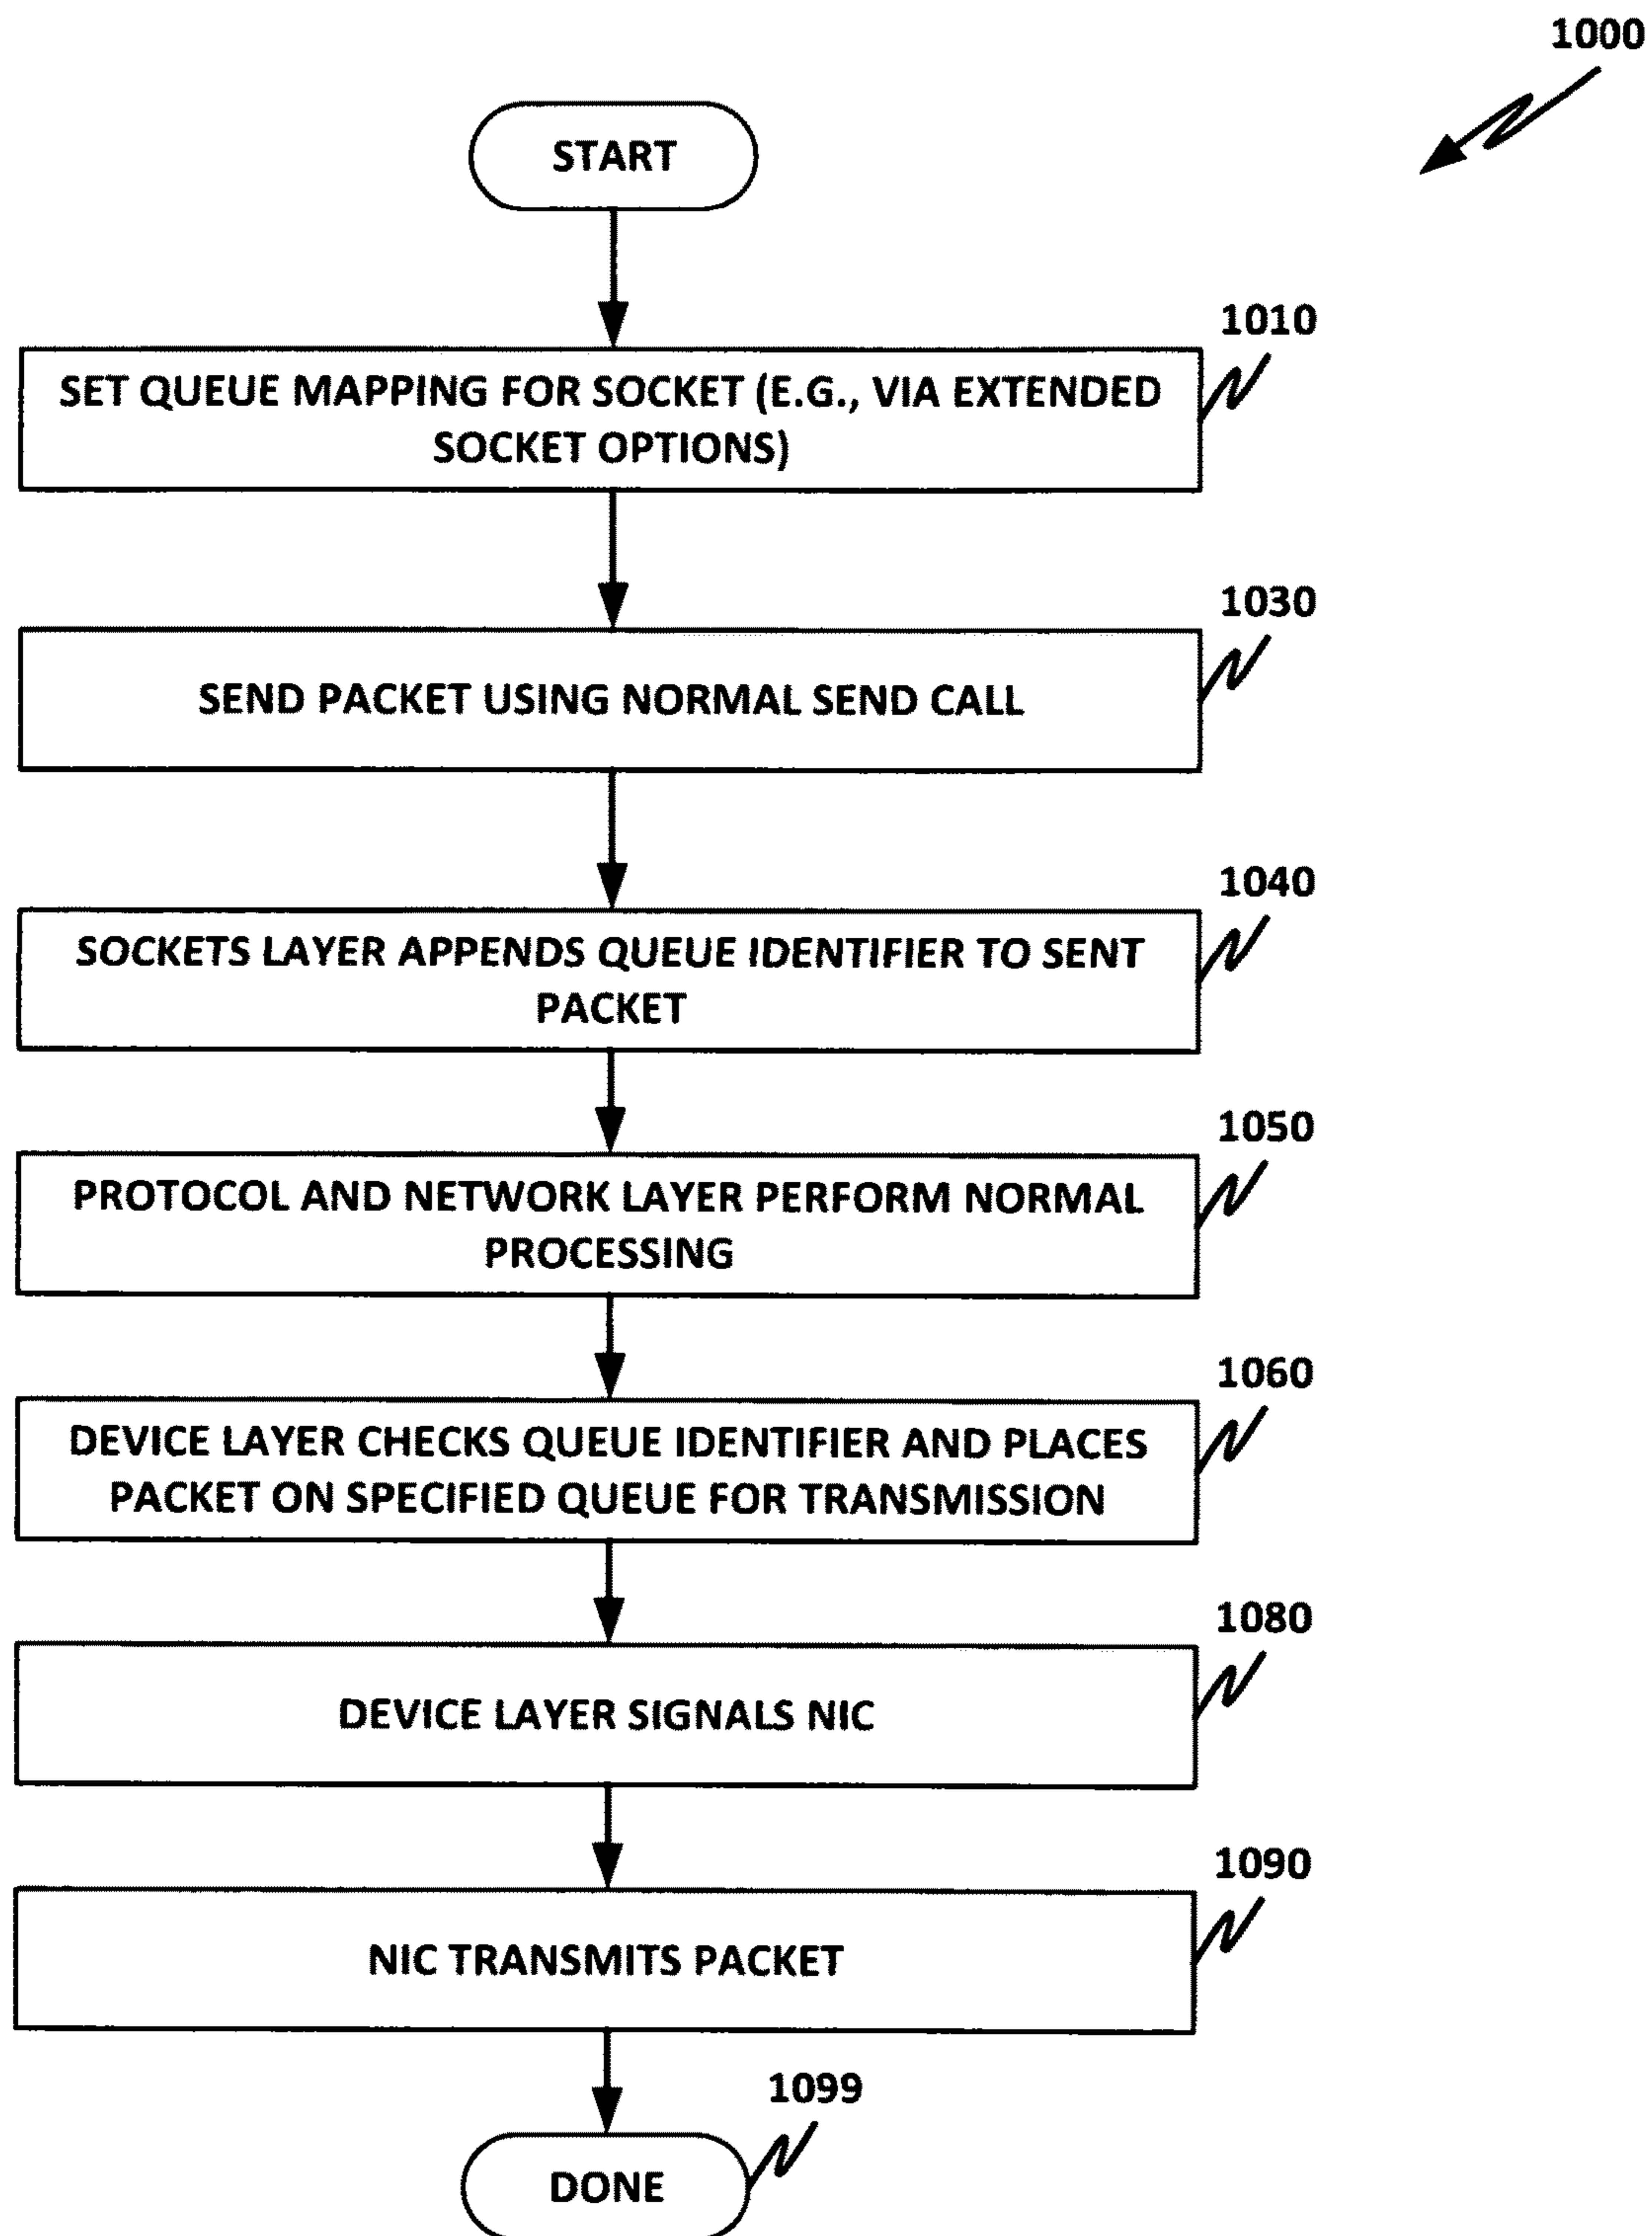 1000
START
1010
SET QUEUE MAPPING FOR SOCKET (E.G., VIA EXTENDED
SOCKET OPTIONS)
1030
SEND PACKET USING NORMAL SEND CALL
1040
SOCKETS LAYER APPENDS QUEUE IDENTIFIER TO SENT
PACKET
1050
PROTOCOL AND NETWORK LAYER PERFORM NORMAL
PROCESSING
1060
DEVICE LAYER CHECKS QUEUE IDENTIFIER AND PLACES
PACKET ON SPECIFIED QUEUE FOR TRANSMISSION
1080
DEVICE LAYER SIGNALS NIC
1090
NIC TRANSMITS PACKET
1099
DONE